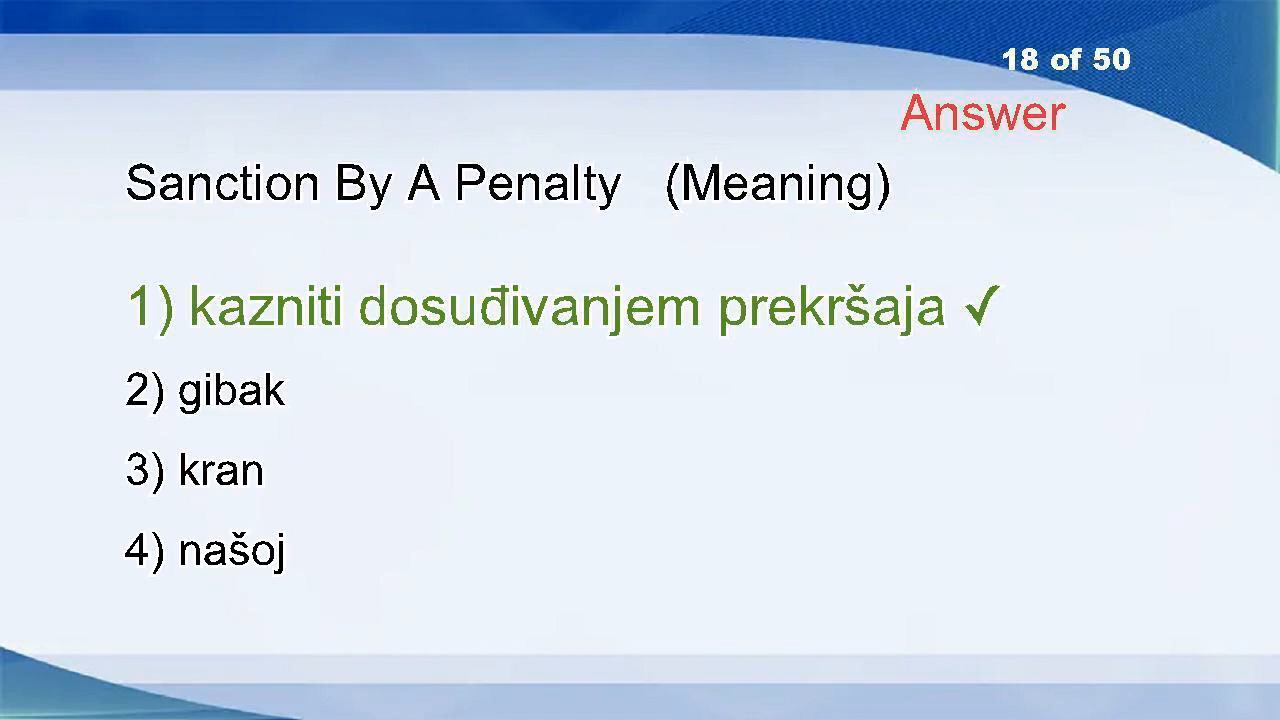 18 of 50
Answer
Sanction By A Penalty (Meaning)
1) kazniti dosuđivanjem prekršaja ✓
2) gibak
3) kran
4) našoj